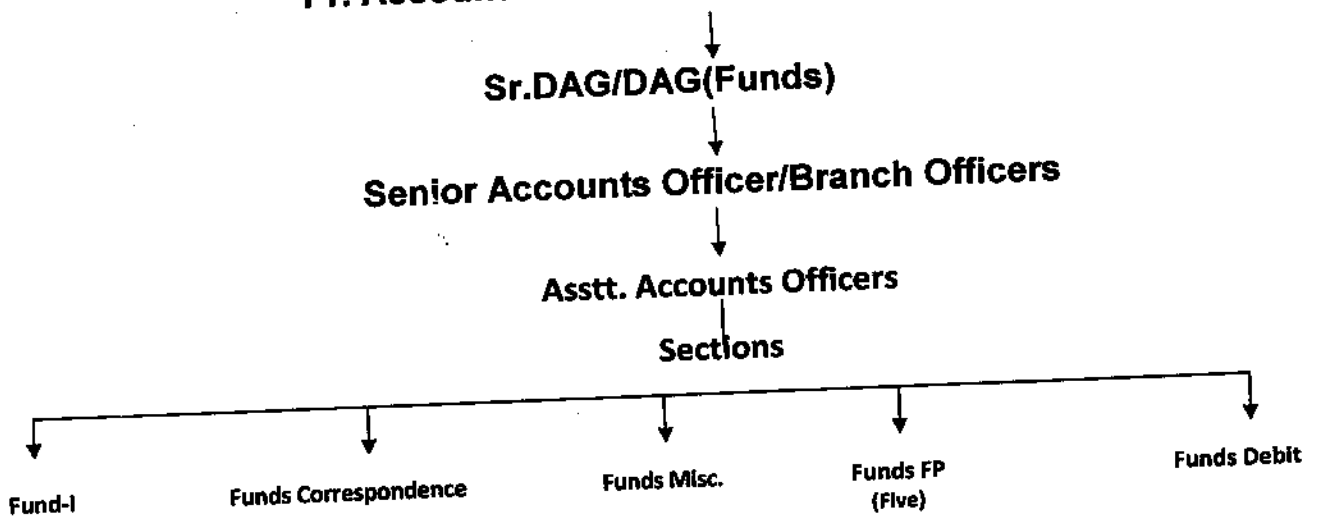 Sr.DAG/DAG(Funds)
Senior Accounts Officer/Branch Officers
Asstt. Accounts Officers
Sections
Fund-I Funds Correspondence Funds Misc. Funds FP Funds Debit
(Five)